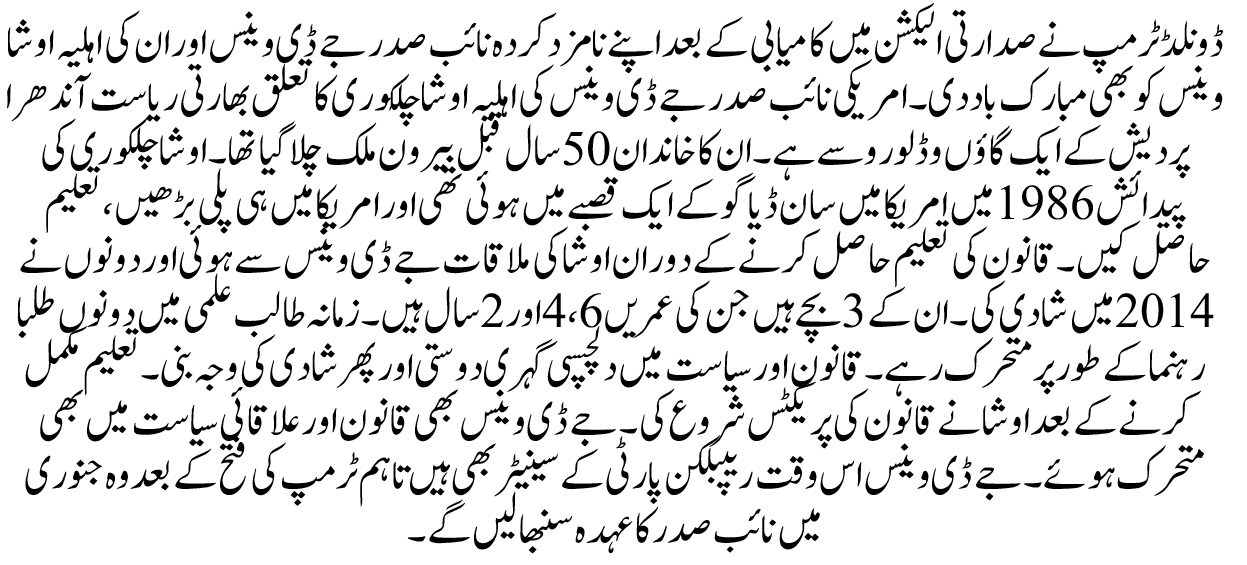 ڈونلڈ ٹرمپ نے صدارتی الیکشن میں کامیابی کے بعد اپنے نامزد کردہ نائب صدر جے ڈی وینس اور ان کی اہلیہ اوشا
وینس کو بھی مبارک باد دی۔ امریکی نائب صدر جے ڈی وینس کی اہلیہ اوشا چلکوری کا تعلق بھارتی ریاست آندھرا
پردیش کے ایک گاؤں وڈلورو سے ہے۔ ان کا خاندان 50 سال قبل بیرون ملک چلا گیا تھا۔ اوشا چلکوری کی
پیدائش 1986 میں امریکا میں سان ڈیاگو کے ایک قصبے میں ہوئی تھی اور امریکا میں ہی پلی بڑھیں، تعلیم
حاصل کیں۔ قانون کی تعلیم حاصل کرنے کے دوران اوشا کی ملاقات جے ڈی وینس سے ہوئی اور دونوں نے
2014 میں شادی کی۔ ان کے 3 بچے ہیں جن کی عمریں 6، 4 اور 2 سال ہیں۔ زمانہ طالب علمی میں دونوں طلبا
رہنما کے طور پر متحرک رہے۔ قانون اور سیاست میں دلچسپی گہری دوستی اور پھر شادی کی وجہ بنی۔ تعلیم مکمل
کرنے کے بعد اوشا نے قانون کی پریکٹس شروع کی۔ جے ڈی وینس بھی قانون اور علاقائی سیاست میں بھی
متحرک ہوئے۔ جے ڈی وینس اس وقت ریپبلکن پارٹی کے سینیٹر بھی ہیں تاہم ٹرمپ کی فتح کے بعد وہ جنوری
میں نائب صدر کا عہدہ سنبھالیں گے۔